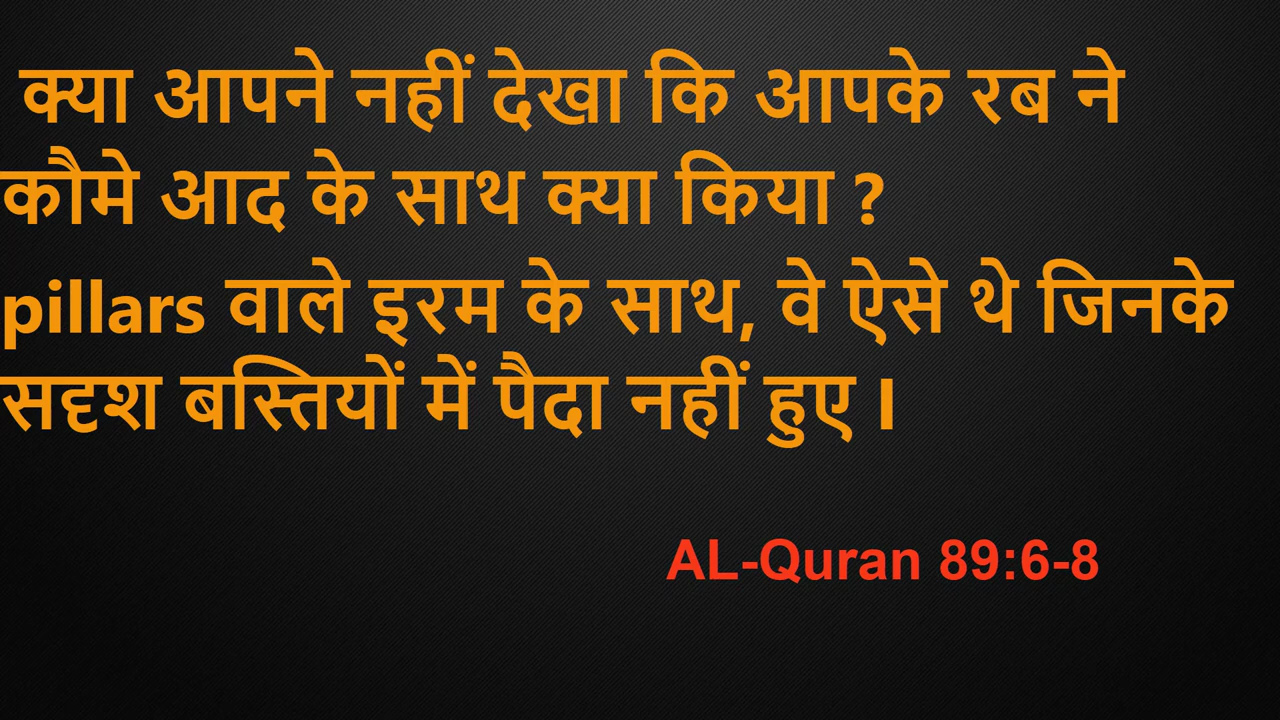 क्या आपने नहीं देखा कि आपके रब ने
कौमे आद के साथ क्या किया ?
pillars वाले इरम के साथ, वे ऐसे थे जिनके
सदृश बस्तियों में पैदा नहीं हुए ।
AL-Quran 89:6-8